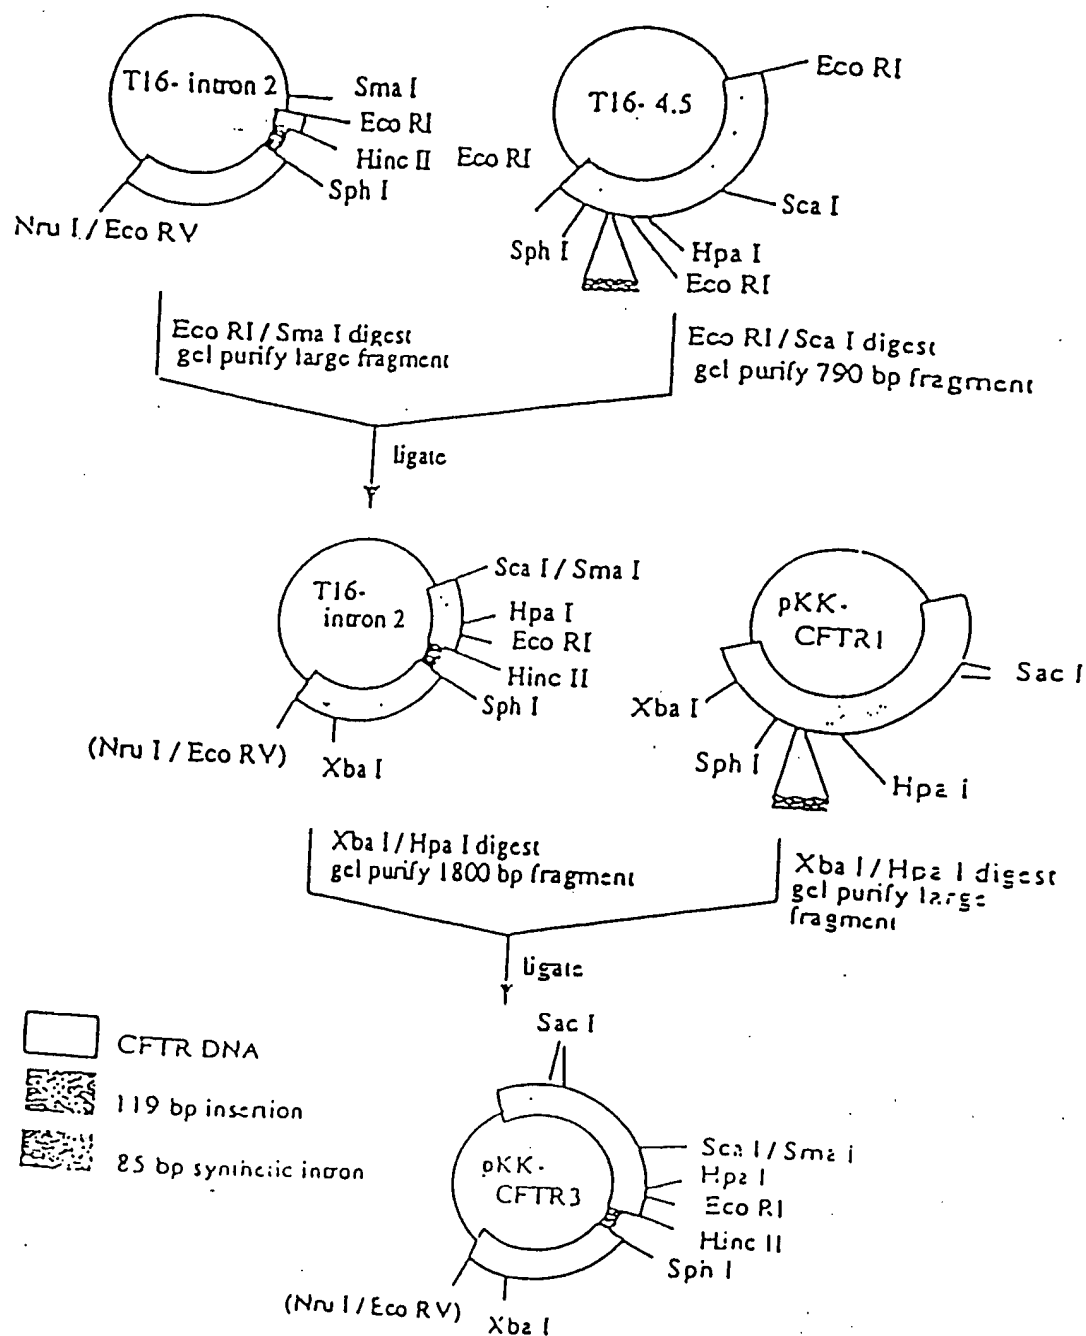 T16- intron 2
Sma I
Eco RI
Hinc II
Sph I
Nru I / Eco RV
T16- 4.5
Eco RI
Eco RI
Sca I
Sph I
Hpa I
Eco RI
Eco RI / Sma I digest
gel purify large fragment
Eco RI / Sca I digest
gel purify 790 bp fragment
ligate
T16-
intron 2
Sca I / Sma I
Hpa I
Eco RI
Hinc II
Sph I
(Nru I / Eco RV)
Xba I
pKK-
CFTR1
Sac I
Xba I
Sph I
Hpa I
Xba I / Hpa I digest
gel purify 1800 bp fragment
Xba I / Hpa I digest
gel purify large
fragment
ligate
CFTR DNA
119 bp insertion
85 bp synthetic intron
Sac I
pKK-
CFTR3
Sca I / Sma I
Hpa I
Eco RI
Hinc II
Sph I
(Nru I / Eco RV)
Xba I